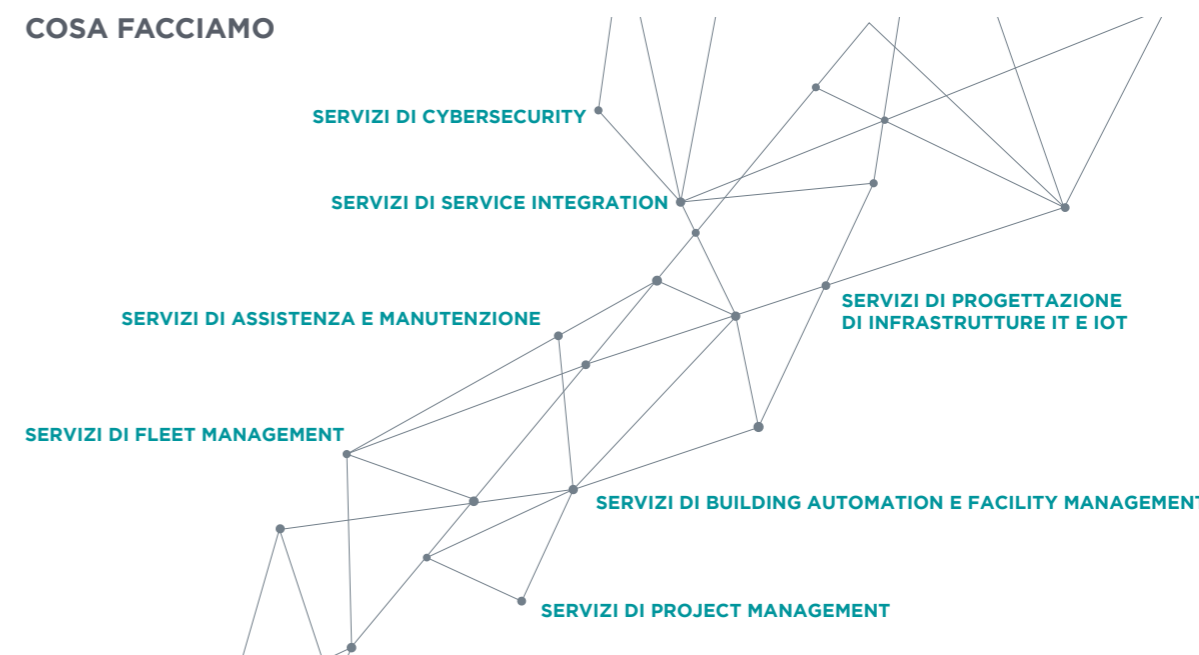 COSA FACCIAMO
SERVIZI DI CYBERSECURITY
SERVIZI DI SERVICE INTEGRATION
SERVIZI DI PROGETTAZIONE
DI INFRASTRUTTURE IT E IOT
SERVIZI DI ASSISTENZA E MANUTENZIONE
SERVIZI DI FLEET MANAGEMENT
SERVIZI DI BUILDING AUTOMATION E FACILITY MANAGEMENT
SERVIZI DI PROJECT MANAGEMENT